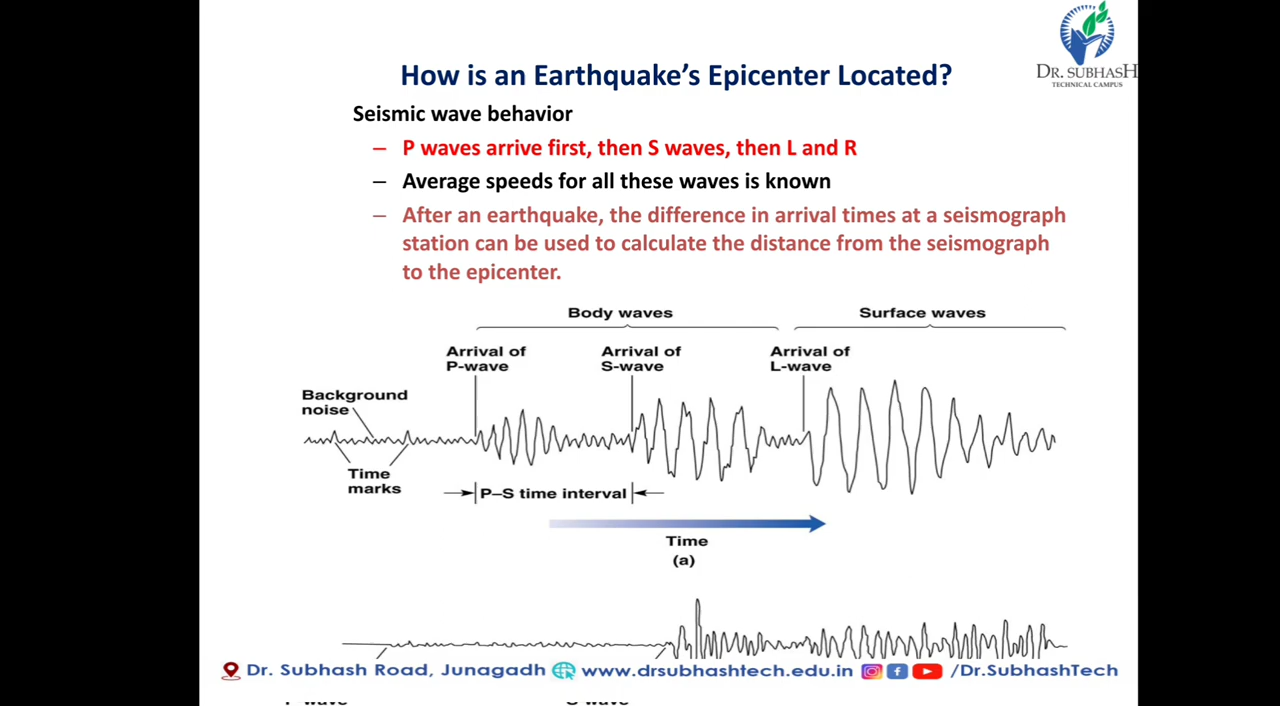 DR. SUBHASH
TECHNICAL CAMPUS
How is an Earthquake's Epicenter Located?
Seismic wave behavior
– P waves arrive first, then S waves, then L and R
– Average speeds for all these waves is known
– After an earthquake, the difference in arrival times at a seismograph
station can be used to calculate the distance from the seismograph
to the epicenter.
Body waves
Surface waves
Arrival of
P-wave
Arrival of
S-wave
Arrival of
L-wave
Background
noise
Time
marks
P–S time interval
Time
(a)
Dr. Subhash Road, Junagadh www.drsubhashtech.edu.in /Dr.SubhashTech